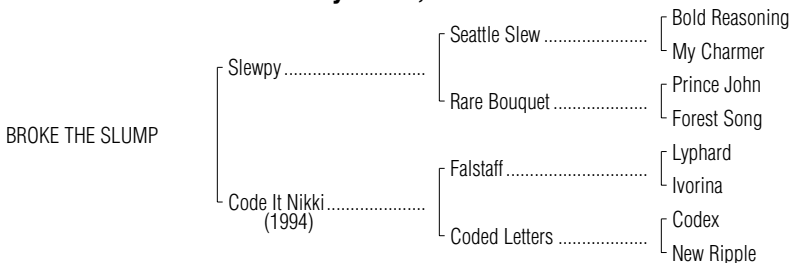 Bold Reasoning
Seattle Slew ......................
My Charmer
Slewpy .............................
Prince John
Rare Bouquet ....................
Forest Song
BROKE THE SLUMP
Lyphard
Falstaff .............................
Ivorina
Code It Nikki ....................
(1994)
Codex
Coded Letters ...................
New Ripple